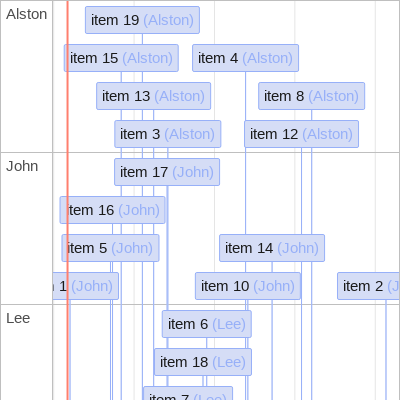 Alston
item 19 (Alston)
item 15 (Alston) item 4 (Alston)
item 13 (Alston) item 8 (Alston)
item 3 (Alston) item 12 (Alston)
John
item 17 (John)
item 16 (John)
item 5 (John) item 14 (John)
1 (John) item 10 (John) item 2 (J
Lee
item 6 (Lee)
item 18 (Lee)
item 7 (Lee)